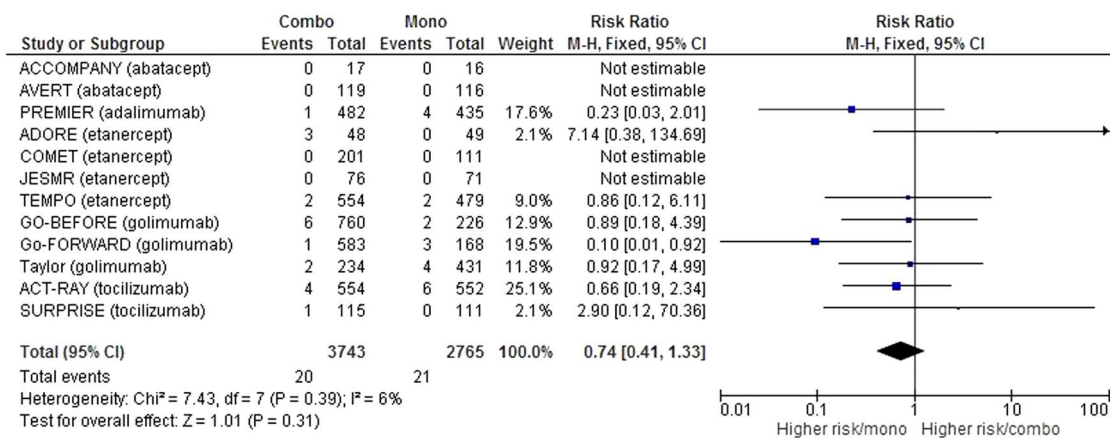 Combo Mono Risk Ratio Risk Ratio
Study or Subgroup Events Total Events Total Weight M-H, Fixed, 95% CI M-H, Fixed, 95% CI
ACCOMPANY (abatacept) 0 17 0 16 Not estimable
AVERT (abatacept) 0 119 0 116 Not estimable
PREMIER (adalimumab) 1 482 4 435 17.6% 0.23 [0.03, 2.01]
ADORE (etanercept) 3 48 0 49 2.1% 7.14 [0.38, 134.69]
COMET (etanercept) 0 201 0 111 Not estimable
JESMR (etanercept) 0 76 0 71 Not estimable
TEMPO (etanercept) 2 554 2 479 9.0% 0.86 [0.12, 6.11]
GO-BEFORE (golimumab) 6 760 2 226 12.9% 0.89 [0.18, 4.39]
Go-FORWARD (golimumab) 1 583 3 168 19.5% 0.10 [0.01, 0.92]
Taylor (golimumab) 2 234 4 431 11.8% 0.92 [0.17, 4.99]
ACT-RAY (tocilizumab) 4 554 6 552 25.1% 0.66 [0.19, 2.34]
SURPRISE (tocilizumab) 1 115 0 111 2.1% 2.90 [0.12, 70.36]
Total (95% CI) 3743 2765 100.0% 0.74 [0.41, 1.33]
Total events 20 21
Heterogeneity: Chi² = 7.43, df = 7 (P = 0.39); I² = 6%
Test for overall effect: Z = 1.01 (P = 0.31)
0.01 0.1 1 10 100
Higher risk/mono Higher risk/combo